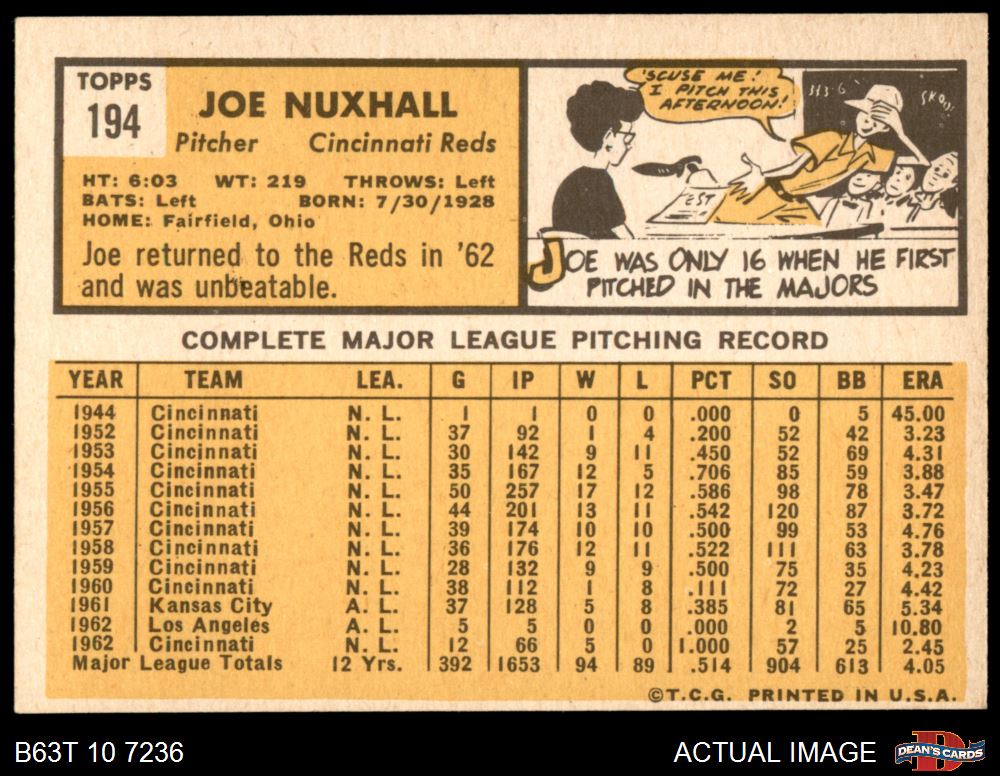 TOPPS
194
JOE NUXHALL
Pitcher Cincinnati Reds
HT: 6:03 WT: 219 THROWS: Left
BATS: Left BORN: 7/30/1928
HOME: Fairfield, Ohio
Joe returned to the Reds in '62
and was unbeatable.
'SCUSE ME!
I PITCH THIS
AFTERNOON!
JOE WAS ONLY 16 WHEN HE FIRST
PITCHED IN THE MAJORS
COMPLETE MAJOR LEAGUE PITCHING RECORD
YEAR TEAM LEA. G IP W L PCT SO BB ERA
1944 Cincinnati N. L. 1 1 0 0 .000 0 5 45.00
1952 Cincinnati N. L. 37 92 1 4 .200 52 42 3.23
1953 Cincinnati N. L. 30 142 9 11 .450 52 69 4.31
1954 Cincinnati N. L. 35 167 12 5 .706 85 59 3.88
1955 Cincinnati N. L. 50 257 17 12 .586 98 78 3.47
1956 Cincinnati N. L. 44 201 13 11 .542 120 87 3.72
1957 Cincinnati N. L. 39 174 10 10 .500 99 53 4.76
1958 Cincinnati N. L. 36 176 12 11 .522 111 63 3.78
1959 Cincinnati N. L. 28 132 9 9 .500 75 35 4.23
1960 Cincinnati N. L. 38 112 1 8 .111 72 27 4.42
1961 Kansas City A. L. 37 128 5 8 .385 81 65 5.34
1962 Los Angeles A. L. 5 5 0 0 .000 2 5 10.80
1962 Cincinnati N. L. 12 66 5 0 1.000 57 25 2.45
Major League Totals 12 Yrs. 392 1653 94 89 .514 904 613 4.05
©T.C.G. PRINTED IN U.S.A.
B63T 10 7236 ACTUAL IMAGE DEAN'S CARDS